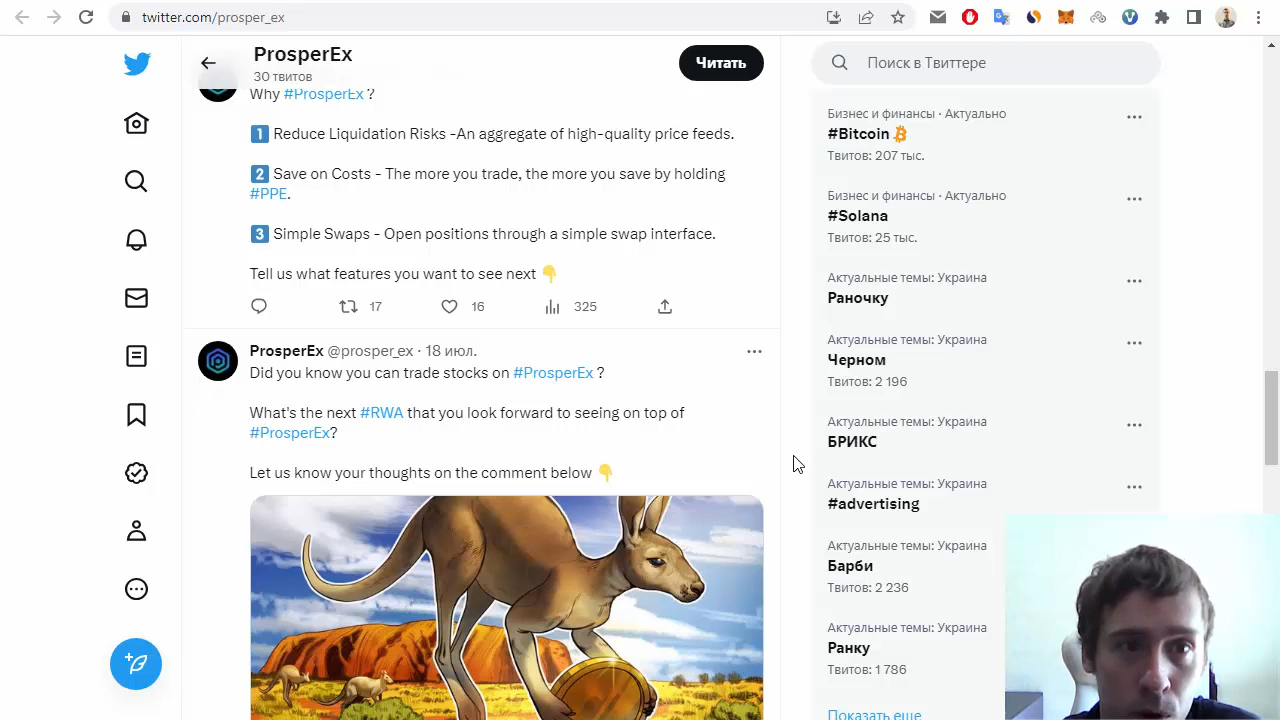 twitter.com/prosper_ex
ProsperEx
30 твитов
Читать
Why #ProsperEx ?
1 Reduce Liquidation Risks -An aggregate of high-quality price feeds.
2 Save on Costs - The more you trade, the more you save by holding
#PPE.
3 Simple Swaps - Open positions through a simple swap interface.
Tell us what features you want to see next 👇
17 16 325
ProsperEx @prosper_ex · 18 июл.
Did you know you can trade stocks on #ProsperEx ?
What's the next #RWA that you look forward to seeing on top of
#ProsperEx?
Let us know your thoughts on the comment below 👇
Поиск в Твиттере
Бизнес и финансы · Актуально
#Bitcoin
Твитов: 207 тыс.
Бизнес и финансы · Актуально
#Solana
Твитов: 25 тыс.
Актуальные темы: Украина
Раночку
Актуальные темы: Украина
Черном
Твитов: 2 196
Актуальные темы: Украина
БРИКС
Актуальные темы: Украина
#advertising
Актуальные темы: Украина
Барби
Твитов: 2 236
Актуальные темы: Украина
Ранку
Твитов: 1 786
Показать еще